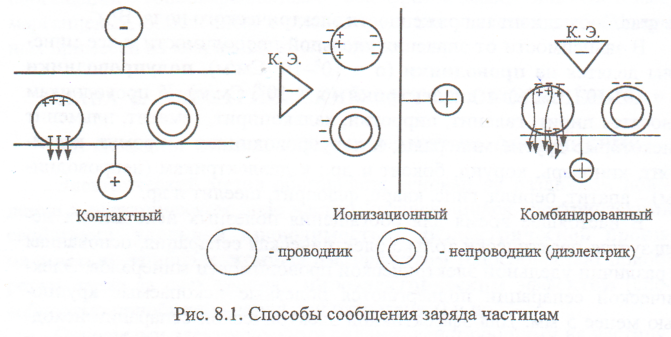 К. Э.
К. Э.
Контактный Ионизационный Комбинированный
- проводник - непроводник (диэлектрик)
Рис. 8.1. Способы сообщения заряда частицам